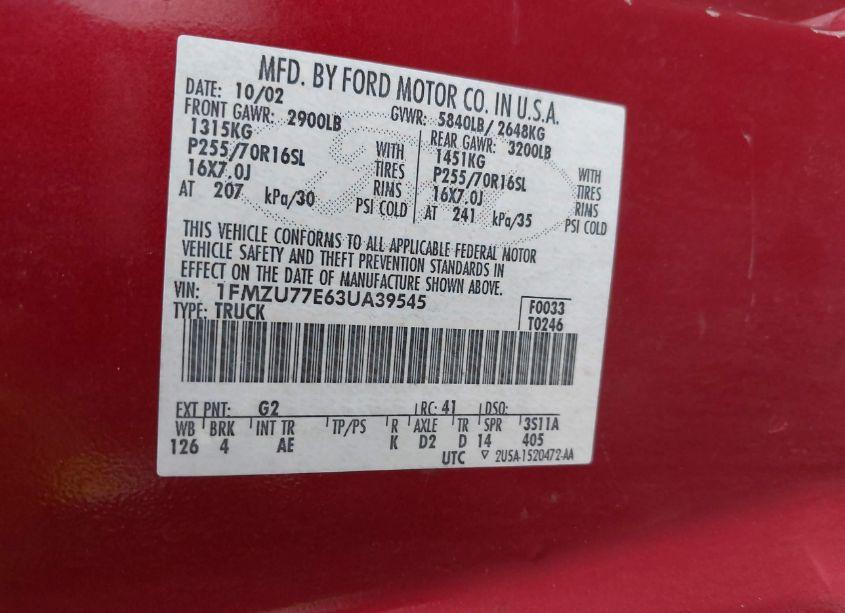 MFD. BY FORD MOTOR CO. IN U.S.A.
DATE: 10/02 GVWR: 5840LB/ 2648KG
FRONT GAWR: 2900LB REAR GAWR: 3200LB
1315KG WITH 1451KG WITH
P255/70R16SL TIRES P255/70R16SL TIRES
16X7.0J RIMS 16X7.0J RIMS
AT 207 kPa/30 PSI COLD AT 241 kPa/35 PSI COLD
THIS VEHICLE CONFORMS TO ALL APPLICABLE FEDERAL MOTOR
VEHICLE SAFETY AND THEFT PREVENTION STANDARDS IN
EFFECT ON THE DATE OF MANUFACTURE SHOWN ABOVE.
VIN: 1FMZU77E63UA39545 F0033
TYPE: TRUCK T0246
EXT PNT: G2 RC: 41 DSO:
WB BRK INT TR TP/PS R AXLE TR SPR 3S11A
126 4 AE K D2 D 14 405
UTC ▽ 2U5A-1520472-AA